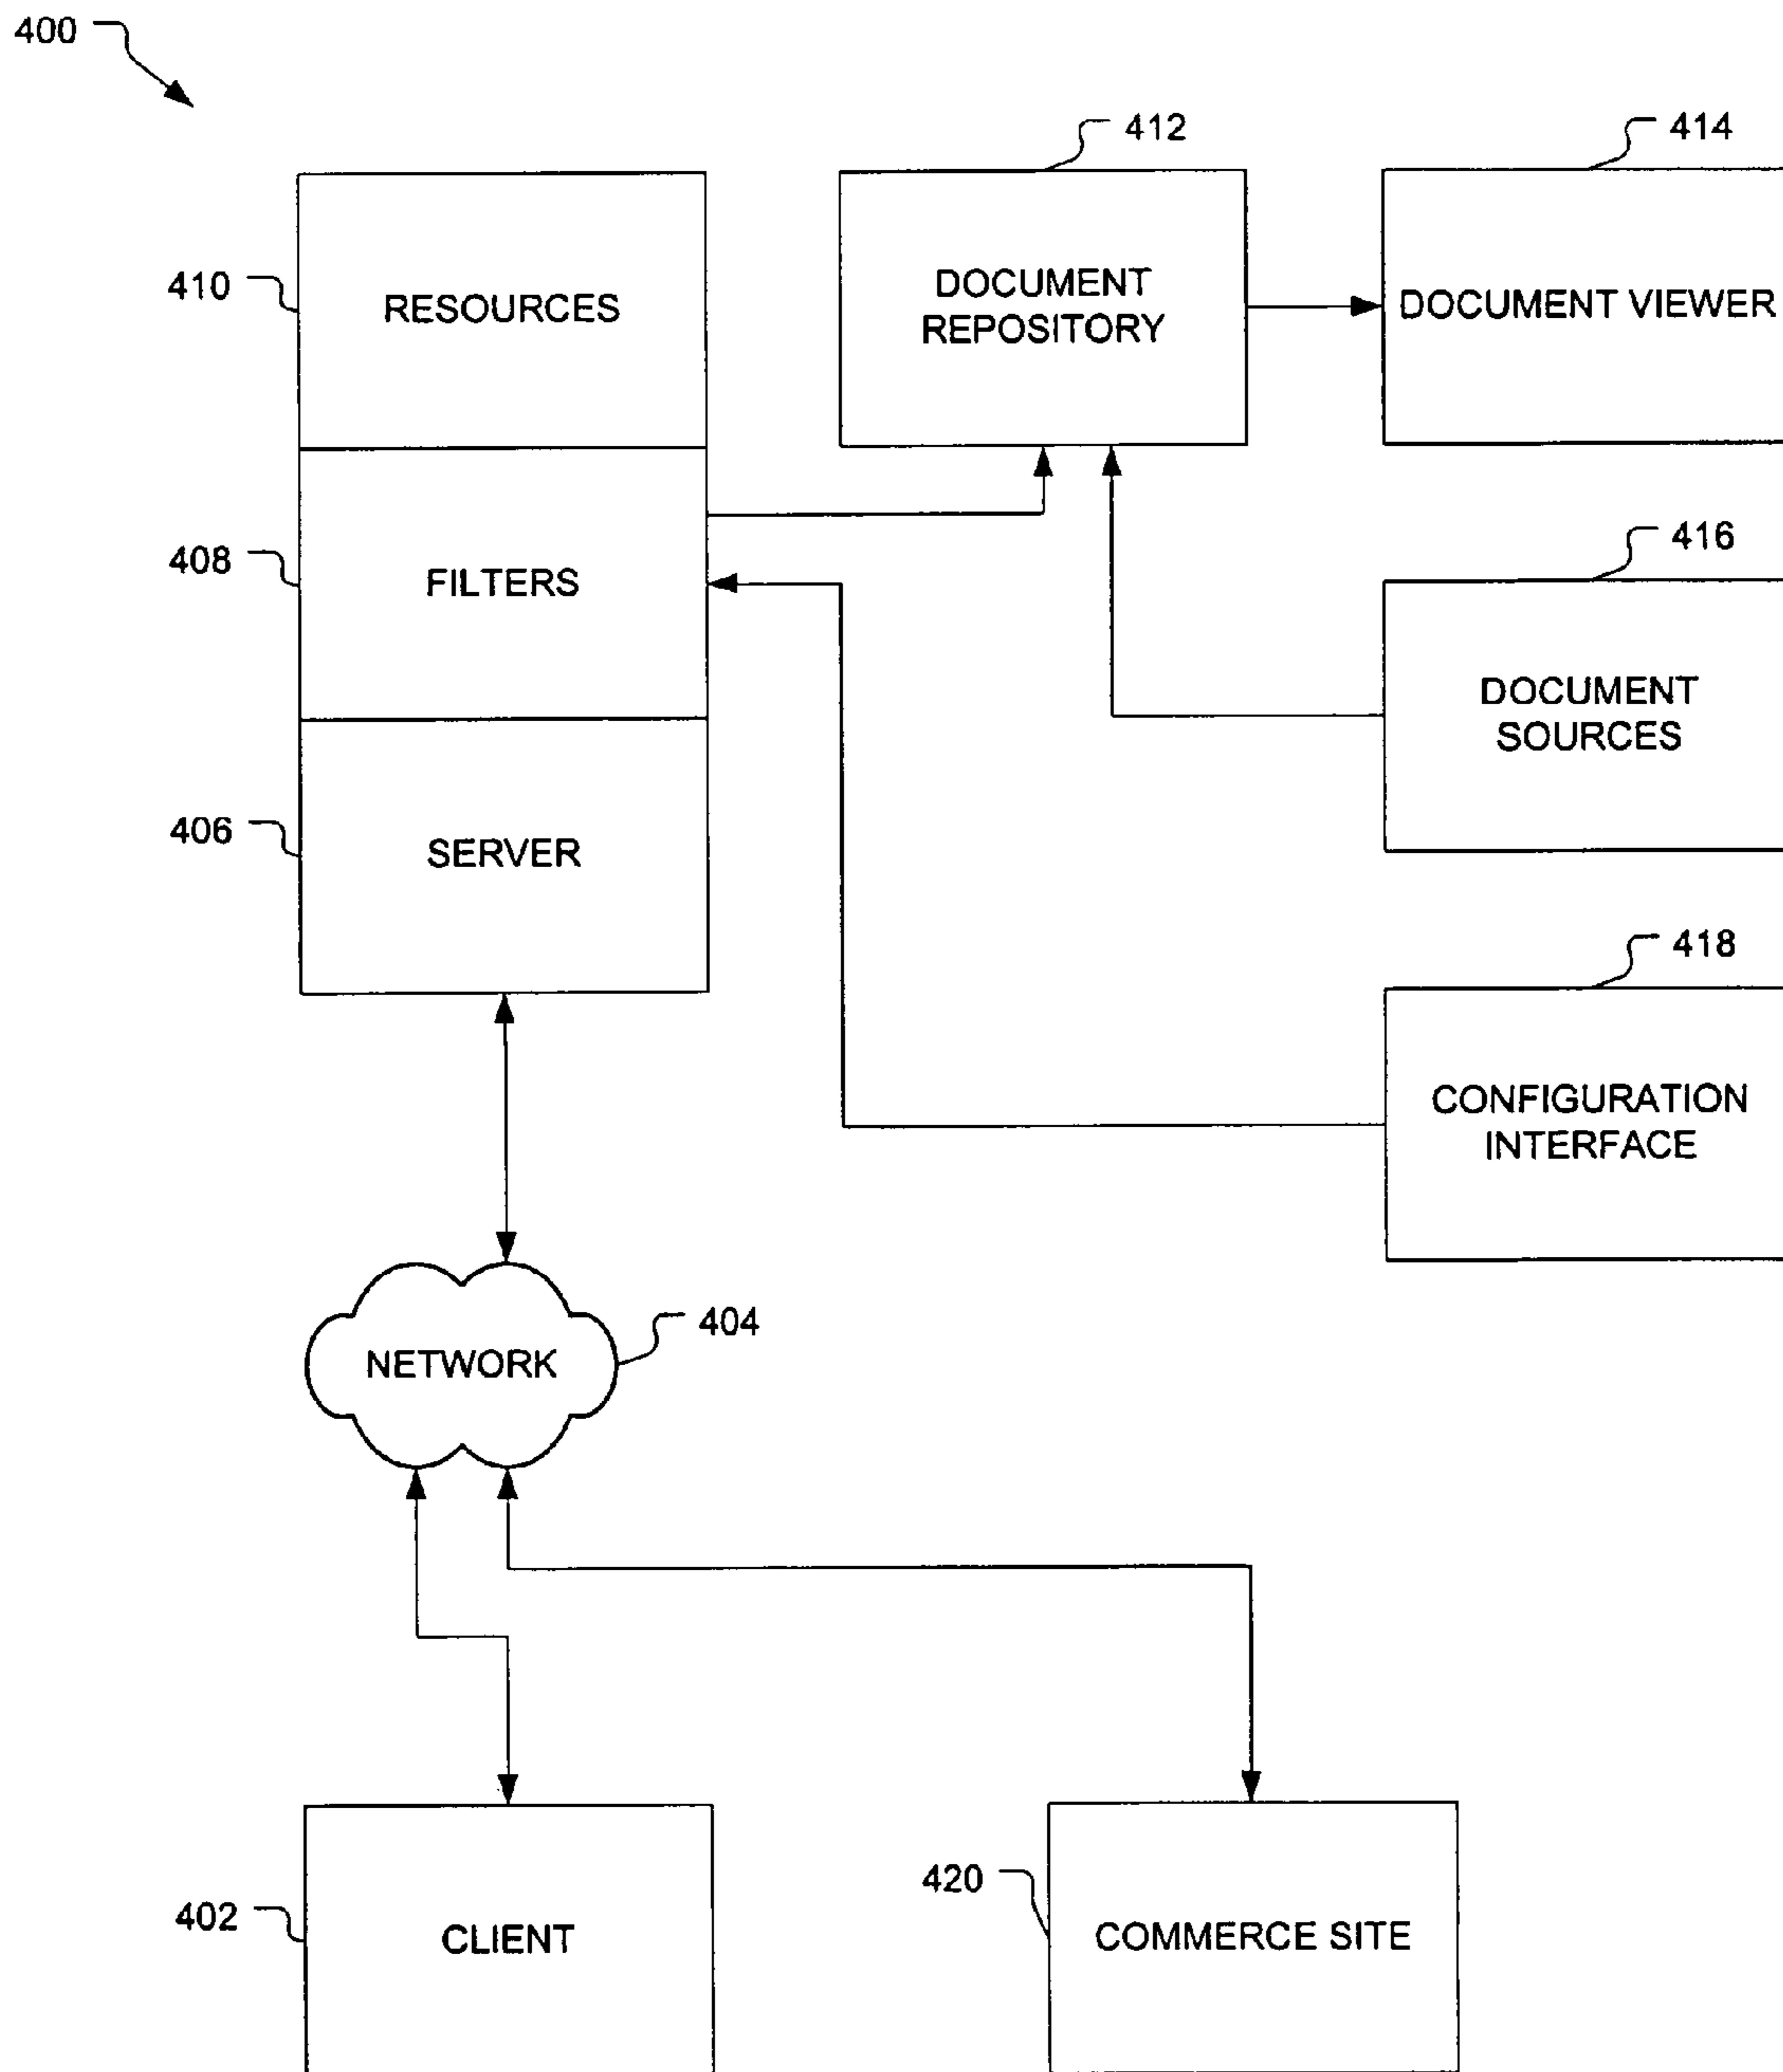 400
412
414
410
RESOURCES
DOCUMENT
REPOSITORY
DOCUMENT VIEWER
408
FILTERS
416
DOCUMENT
SOURCES
406
SERVER
418
CONFIGURATION
INTERFACE
NETWORK
404
402
CLIENT
420
COMMERCE SITE